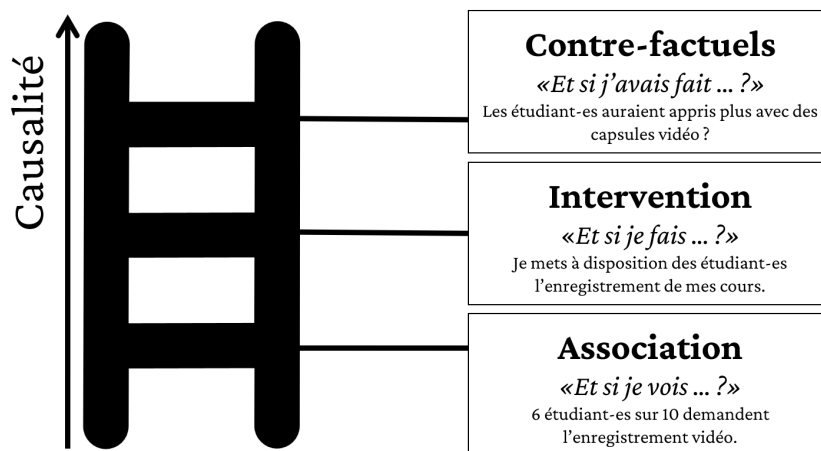 Causalité
Contre-factuels
«Et si j’avais fait ... ?»
Les étudiant-es auraient appris plus avec des
capsules vidéo ?
Intervention
«Et si je fais ... ?»
Je mets à disposition des étudiant-es
l’enregistrement de mes cours.
Association
«Et si je vois ... ?»
6 étudiant-es sur 10 demandent
l’enregistrement vidéo.